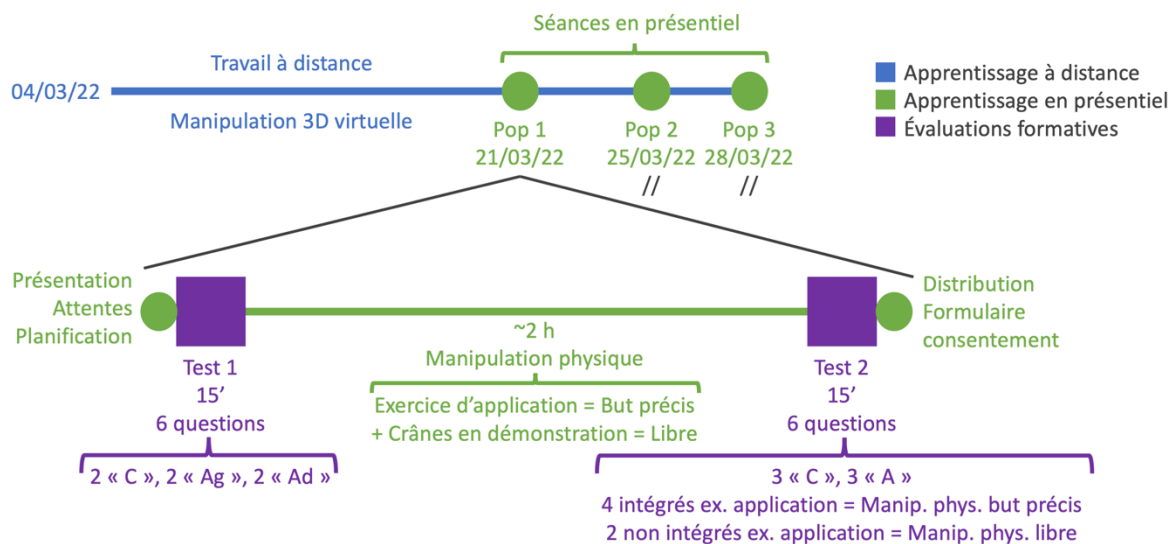 Séances en présentiel
Travail à distance
04/03/22
Manipulation 3D virtuelle
Pop 1
21/03/22
//
Pop 2
25/03/22
//
Pop 3
28/03/22
Apprentissage à distance
Apprentissage en présentiel
Évaluations formatives
Présentation
Attentes
Planification
Test 1
15’
6 questions
2 « C », 2 « Ag », 2 « Ad »
~2 h
Manipulation physique
Exercice d’application = But précis
+ Crânes en démonstration = Libre
Test 2
15’
6 questions
3 « C », 3 « A »
4 intégrés ex. application = Manip. phys. but précis
2 non intégrés ex. application = Manip. phys. libre
Distribution
Formulaire
consentement